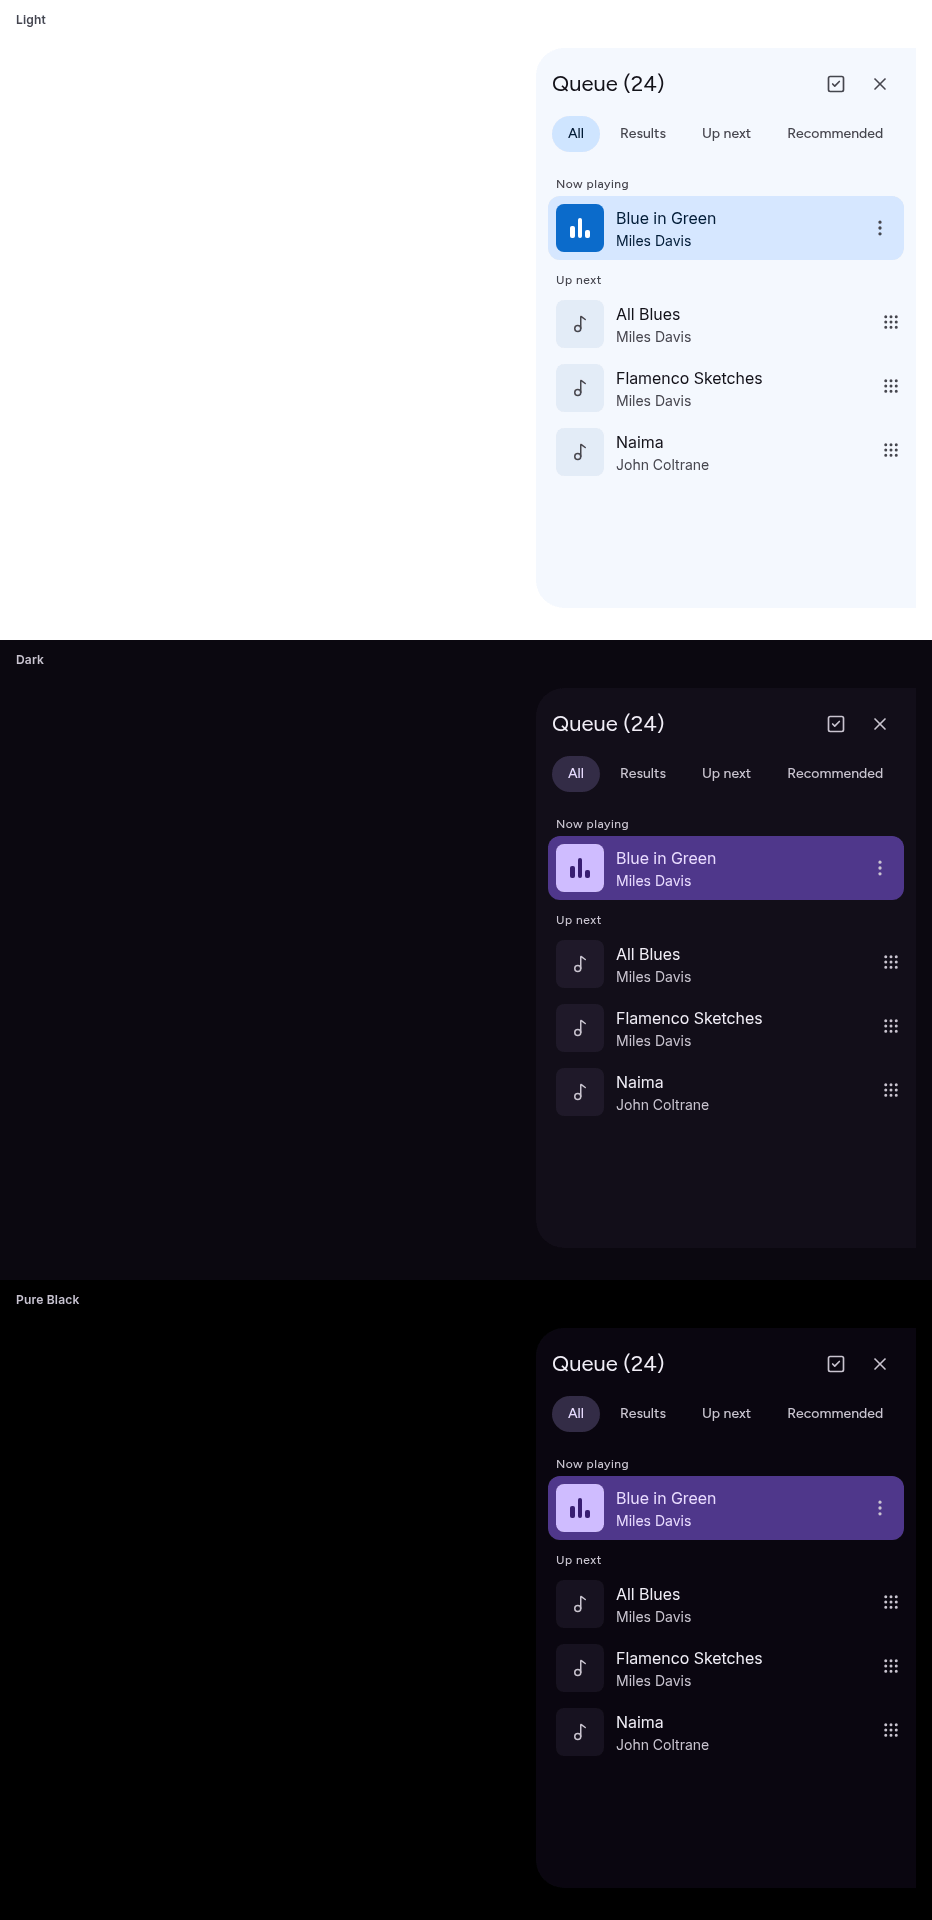 Light
Queue (24)
All Results Up next Recommended
Now playing
Blue in Green
Miles Davis
Up next
All Blues
Miles Davis
Flamenco Sketches
Miles Davis
Naima
John Coltrane
Dark
Queue (24)
All Results Up next Recommended
Now playing
Blue in Green
Miles Davis
Up next
All Blues
Miles Davis
Flamenco Sketches
Miles Davis
Naima
John Coltrane
Pure Black
Queue (24)
All Results Up next Recommended
Now playing
Blue in Green
Miles Davis
Up next
All Blues
Miles Davis
Flamenco Sketches
Miles Davis
Naima
John Coltrane